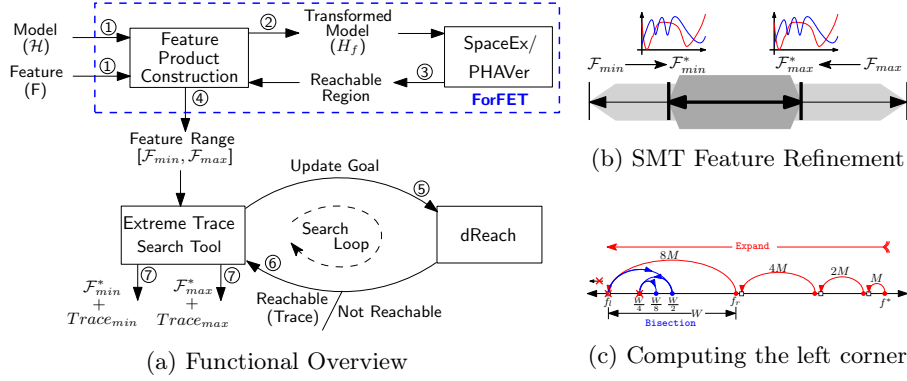 Model
(ℋ)
①
Feature
(F)
①
Feature
Product
Construction
②
Transformed
Model
(H_f)
Reachable
Region
③
SpaceEx/
PHAVer
ForFET
④
Feature Range
[ℱ_min, ℱ_max]
Update Goal
⑤
Extreme Trace
Search Tool
Search
Loop
dReach
⑥
⑦
⑦
ℱ*_min
+
Trace_min
ℱ*_max
+
Trace_max
Reachable
(Trace)
Not Reachable
(a) Functional Overview
ℱ_min
ℱ*_min
ℱ*_max
ℱ_max
(b) SMT Feature Refinement
Expand
8M
4M
2M
M
f_l
W/4
W/8
W/2
f_r
f*
W
Bisection
(c) Computing the left corner